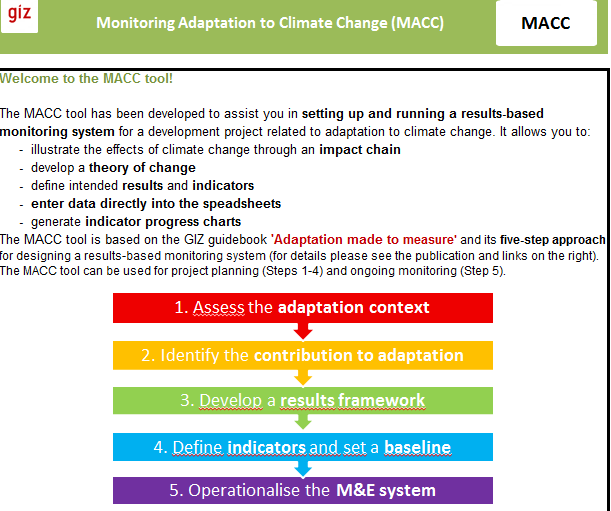 giz
Monitoring Adaptation to Climate Change (MACC)
MACC
Welcome to the MACC tool!
The MACC tool has been developed to assist you in setting up and running a results-based
monitoring system for a development project related to adaptation to climate change. It allows you to:
- illustrate the effects of climate change through an impact chain
- develop a theory of change
- define intended results and indicators
- enter data directly into the speadsheets
- generate indicator progress charts
The MACC tool is based on the GIZ guidebook 'Adaptation made to measure' and its five-step approach
for designing a results-based monitoring system (for details please see the publication and links on the right).
The MACC tool can be used for project planning (Steps 1-4) and ongoing monitoring (Step 5).
1. Assess the adaptation context
2. Identify the contribution to adaptation
3. Develop a results framework
4. Define indicators and set a baseline
5. Operationalise the M&E system